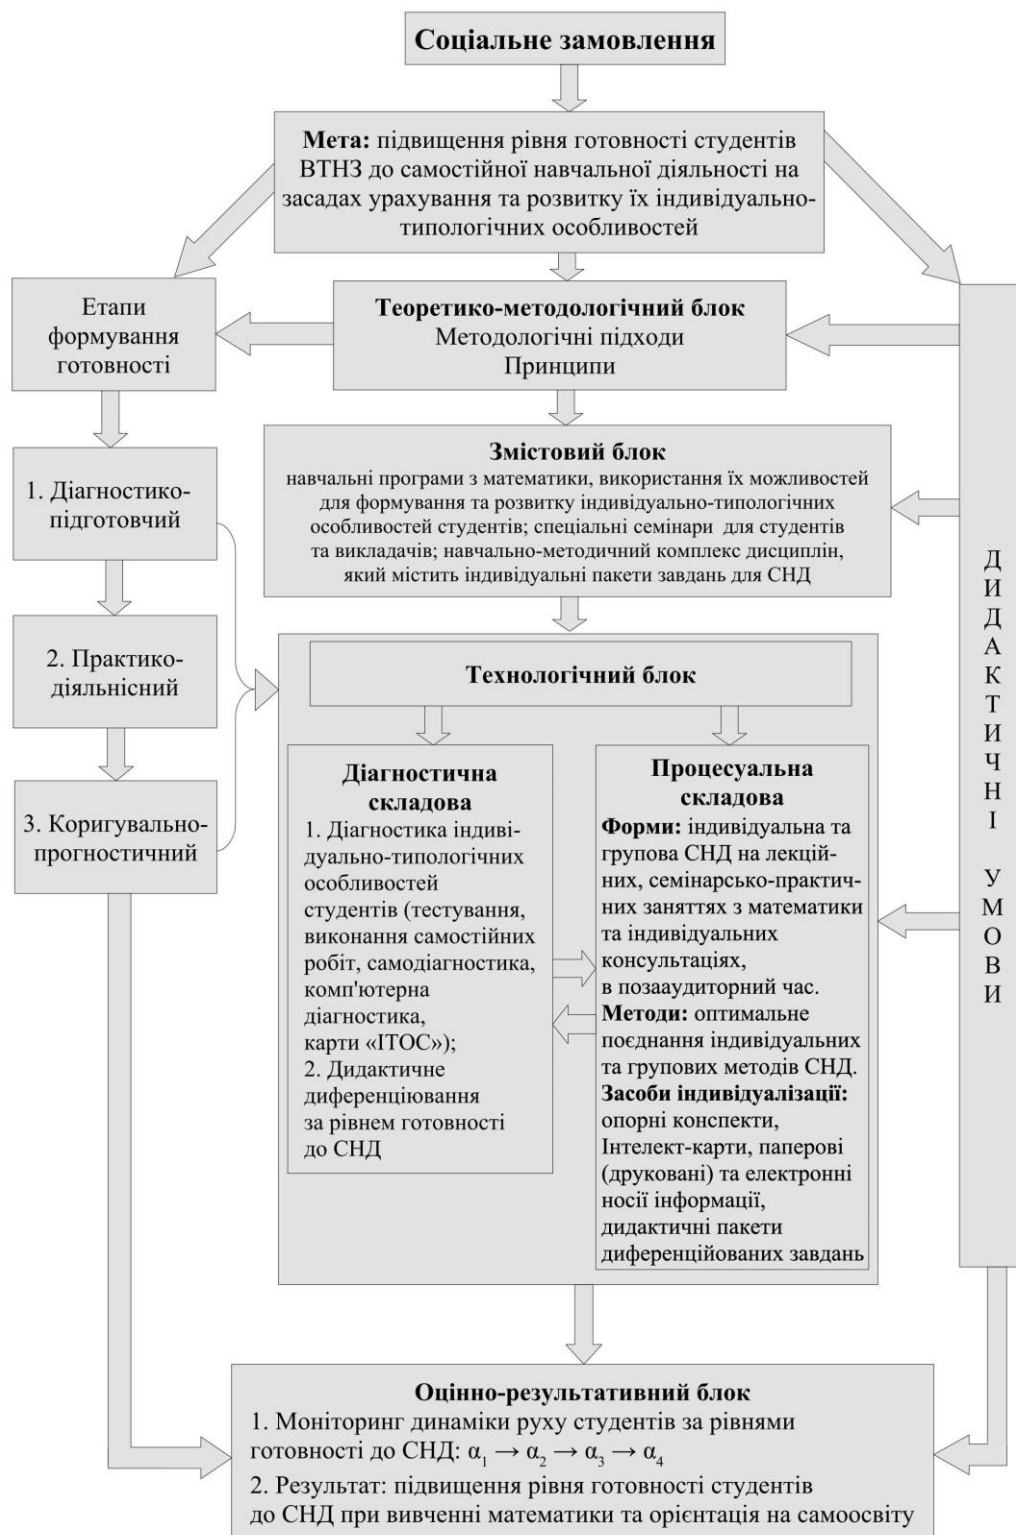 Соціальне замовлення
Мета: підвищення рівня готовності студентів
ВТНЗ до самостійної навчальної діяльності на
засадах урахування та розвитку їх індивідуально-
типологічних особливостей
Етапи
формування
готовності
Теоретико-методологічний блок
Методологічні підходи
Принципи
Змістовий блок
навчальні програми з математики, використання їх можливостей
для формування та розвитку індивідуально-типологічних
особливостей студентів; спеціальні семінари для студентів
та викладачів; навчально-методичний комплекс дисциплін,
який містить індивідуальні пакети завдань для СНД
1. Діагностико-
підготовчий
2. Практико-
діяльнісний
3. Коригувально-
прогностичний
Технологічний блок
Діагностична
складова
1. Діагностика індиві-
дуально-типологічних
особливостей
студентів (тестування,
виконання самостійних
робіт, самодіагностика,
комп'ютерна
діагностика,
карти «ІТОС»);
2. Дидактичне
диференціювання
за рівнем готовності
до СНД
Процесуальна
складова
Форми: індивідуальна та
групова СНД на лекцій-
них, семінарсько-практич-
них заняттях з математики
та індивідуальних
консультаціях,
в позааудиторний час.
Методи: оптимальне
поєднання індивідуальних
та групових методів СНД.
Засоби індивідуалізації:
опорні конспекти,
Інтелект-карти, паперові
(друковані) та електронні
носії інформації,
дидактичні пакети
диференційованих завдань
ДИДАКТИЧНІ УМОВИ
Оцінно-результативний блок
1. Моніторинг динаміки руху студентів за рівнями
готовності до СНД: α₁ → α₂ → α₃ → α₄
2. Результат: підвищення рівня готовності студентів
до СНД при вивченні математики та орієнтація на самоосвіту